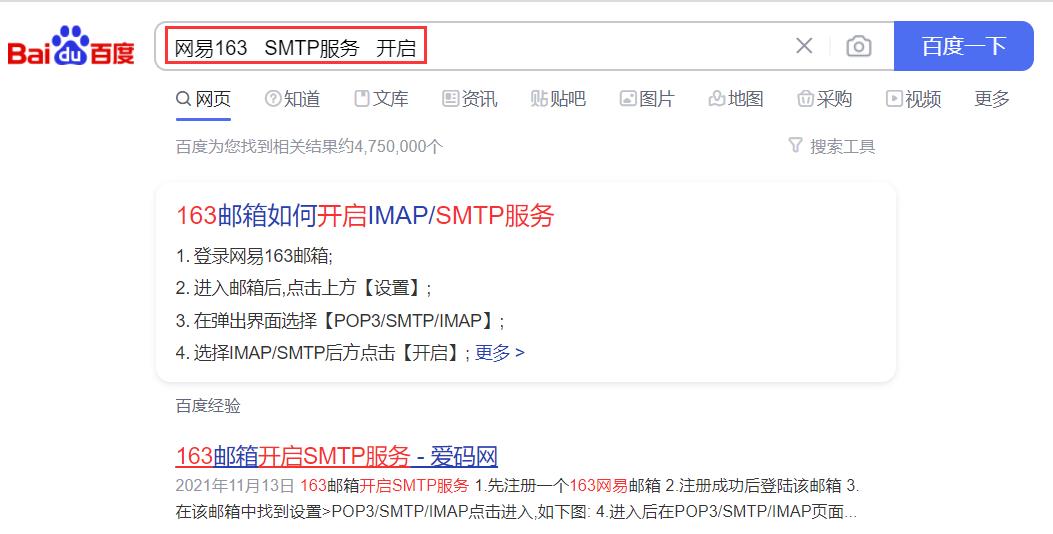 Bai du 百度 网易163 SMTP服务 开启 百度一下
网页 知道 文库 资讯 贴吧 图片 地图 采购 视频 更多
百度为您找到相关结果约4,750,000个 搜索工具
163邮箱如何开启IMAP/SMTP服务
1. 登录网易163邮箱;
2. 进入邮箱后,点击上方【设置】;
3. 在弹出界面选择【POP3/SMTP/IMAP】;
4. 选择IMAP/SMTP后方点击【开启】; 更多 >
百度经验
163邮箱开启SMTP服务 - 爱码网
2021年11月13日 163邮箱开启SMTP服务 1.先注册一个163网易邮箱 2.注册成功后登陆该邮箱 3.
在该邮箱中找到设置>POP3/SMTP/IMAP点击进入,如下图: 4.进入后在POP3/SMTP/IMAP页面...